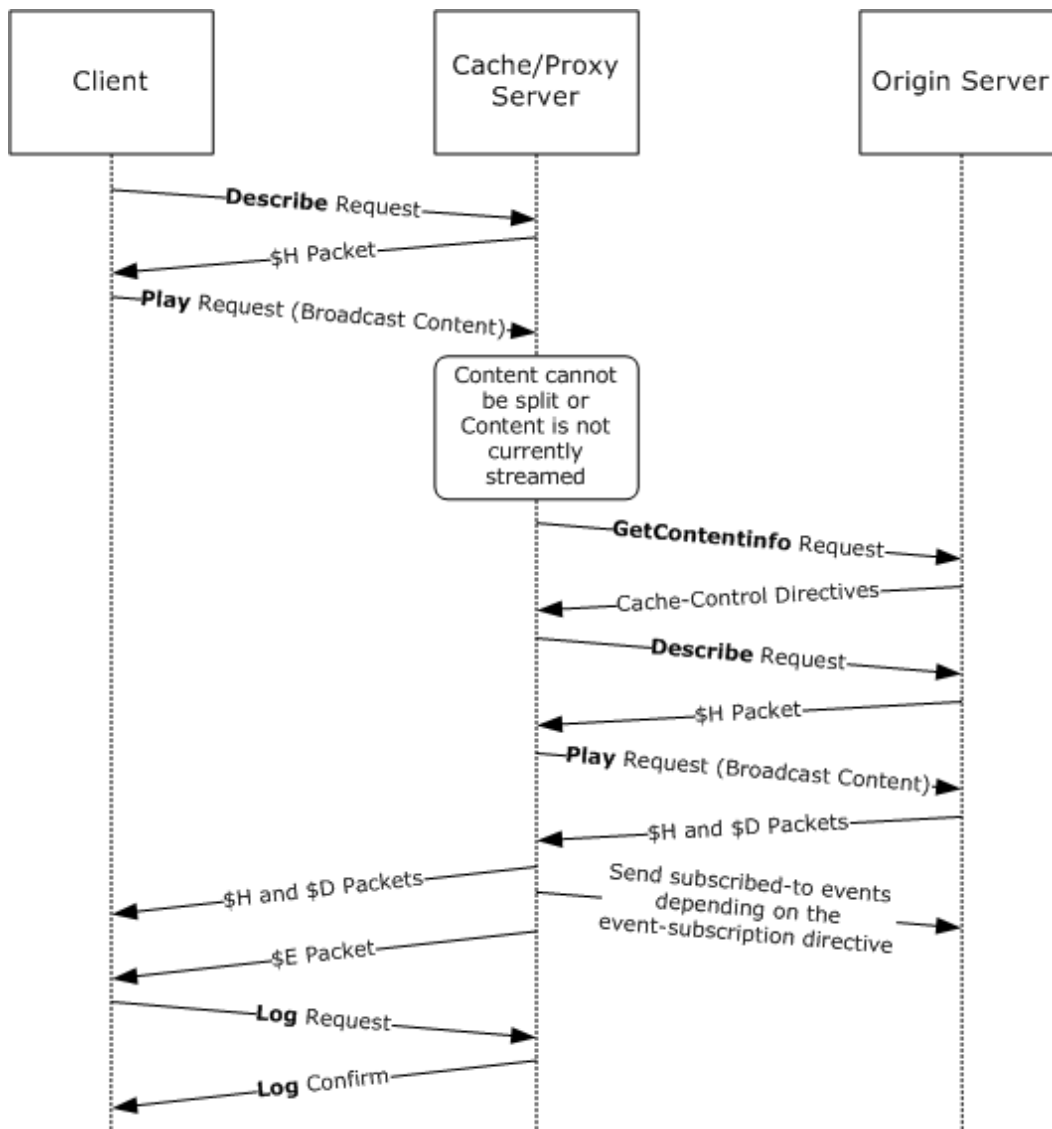 Client
Cache/Proxy
Server
Origin Server
Describe Request
$H Packet
Play Request (Broadcast Content)
Content cannot
be split or
Content is not
currently
streamed
GetContentinfo Request
Cache-Control Directives
Describe Request
$H Packet
Play Request (Broadcast Content)
$H and $D Packets
$H and $D Packets
Send subscribed-to events
depending on the
event-subscription directive
$E Packet
Log Request
Log Confirm